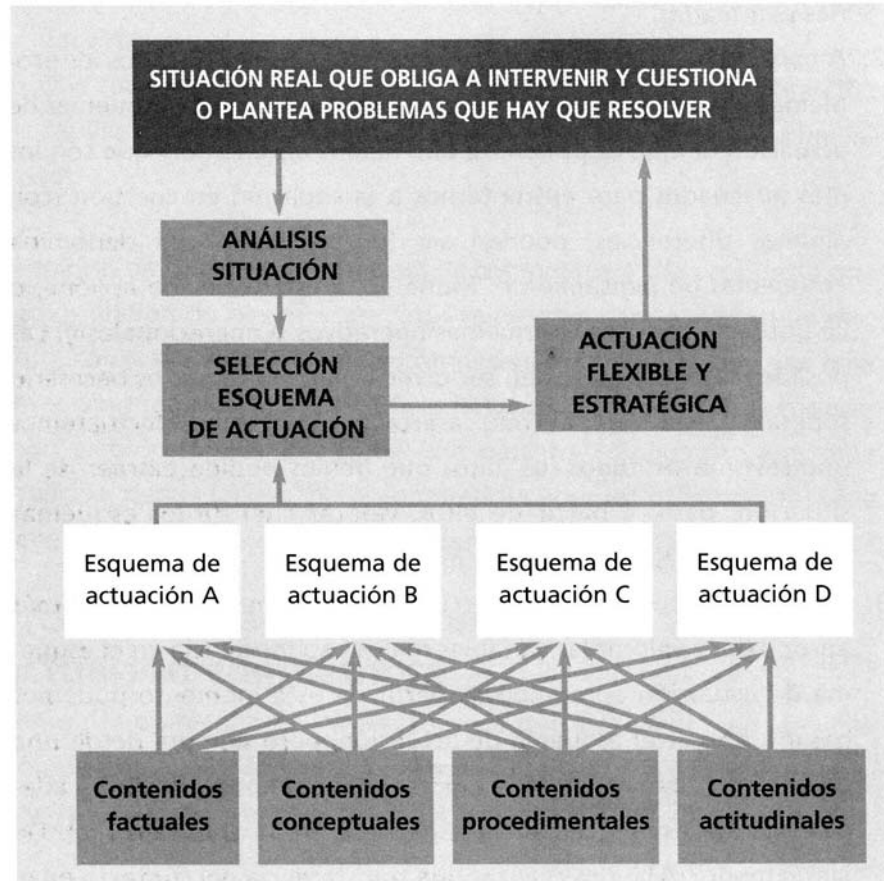 SITUACIÓN REAL QUE OBLIGA A INTERVENIR Y CUESTIONA
O PLANTEA PROBLEMAS QUE HAY QUE RESOLVER
ANÁLISIS
SITUACIÓN
SELECCIÓN
ESQUEMA
DE ACTUACIÓN
ACTUACIÓN
FLEXIBLE Y
ESTRATÉGICA
Esquema de
actuación A
Esquema de
actuación B
Esquema de
actuación C
Esquema de
actuación D
Contenidos
factuales
Contenidos
conceptuales
Contenidos
procedimentales
Contenidos
actitudinales